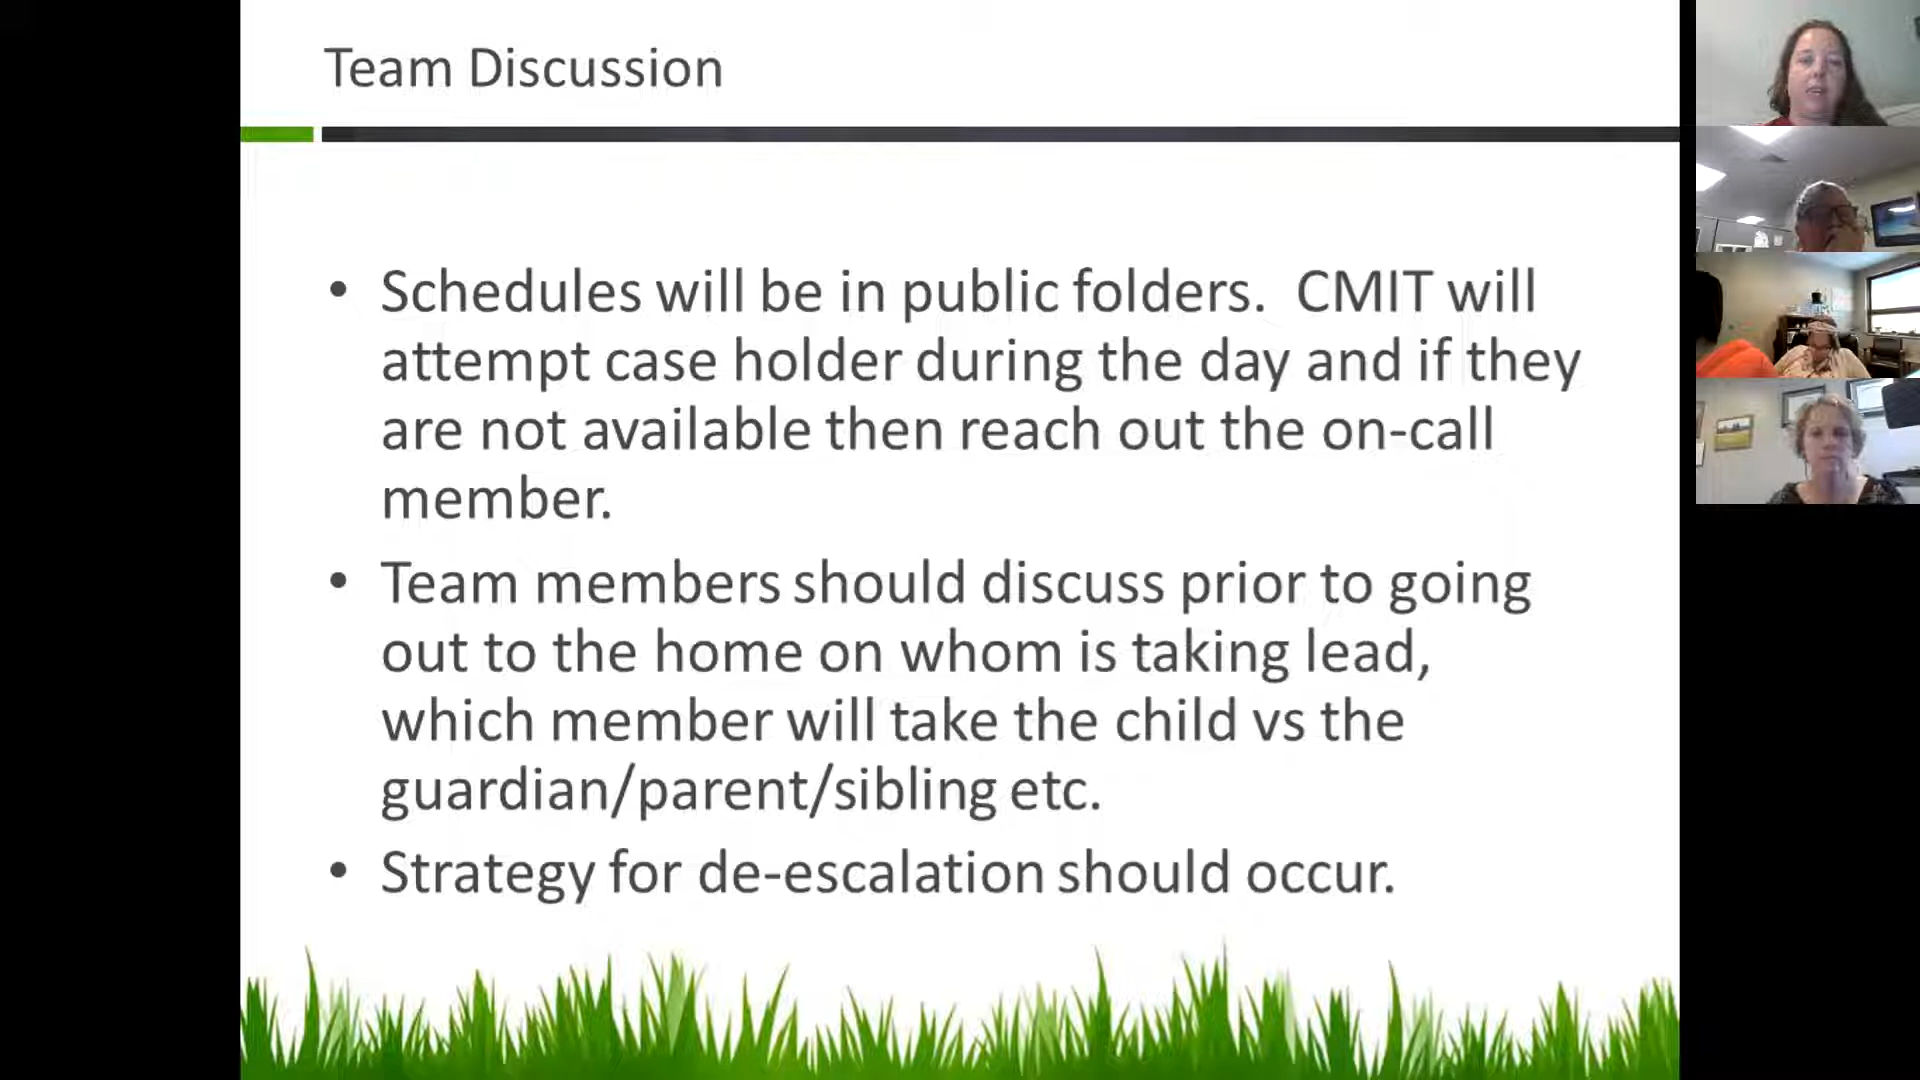 Team Discussion
• Schedules will be in public folders.  CMIT will
attempt case holder during the day and if they
are not available then reach out the on-call
member.
• Team members should discuss prior to going
out to the home on whom is taking lead,
which member will take the child vs the
guardian/parent/sibling etc.
• Strategy for de-escalation should occur.